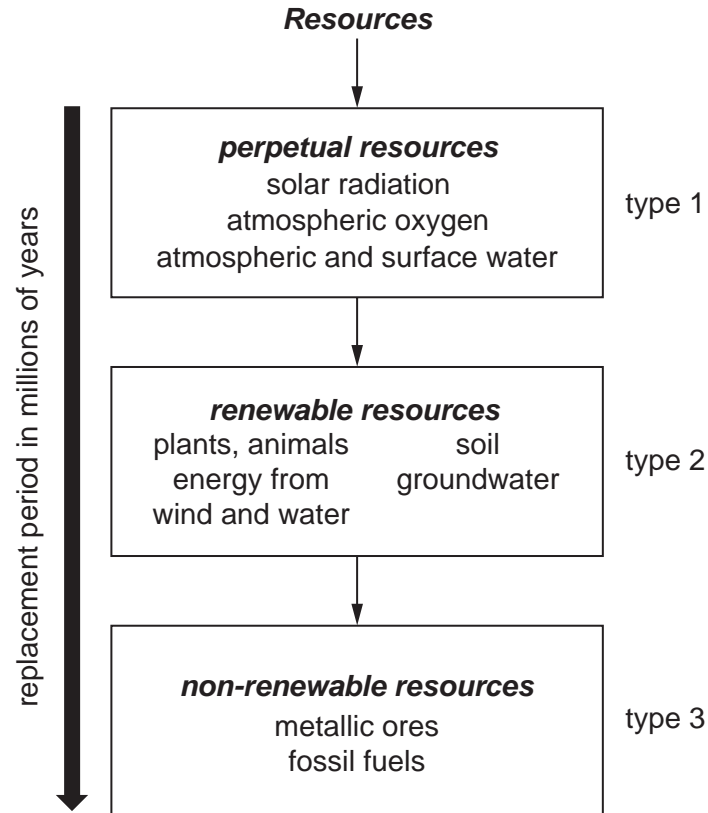 Resources
replacement period in millions of years
perpetual resources
solar radiation
atmospheric oxygen
atmospheric and surface water
type 1
renewable resources
plants, animals
energy from
wind and water
soil
groundwater
type 2
non-renewable resources
metallic ores
fossil fuels
type 3